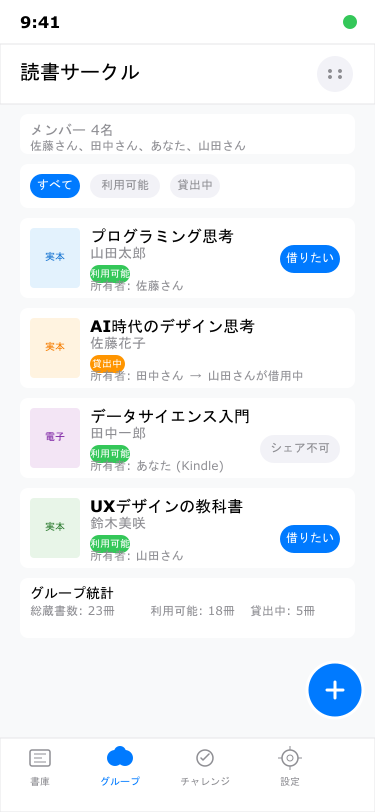 9:41
読書サークル
メンバー 4名
佐藤さん、田中さん、あなた、山田さん
すべて 利用可能 貸出中
実本
プログラミング思考
山田太郎
利用可能
所有者: 佐藤さん
借りたい
実本
AI時代のデザイン思考
佐藤花子
貸出中
所有者: 田中さん → 山田さんが借用中
電子
データサイエンス入門
田中一郎
利用可能
所有者: あなた (Kindle)
シェア不可
実本
UXデザインの教科書
鈴木美咲
利用可能
所有者: 山田さん
借りたい
グループ統計
総蔵書数: 23冊 利用可能: 18冊 貸出中: 5冊
書庫 グループ チャレンジ 設定